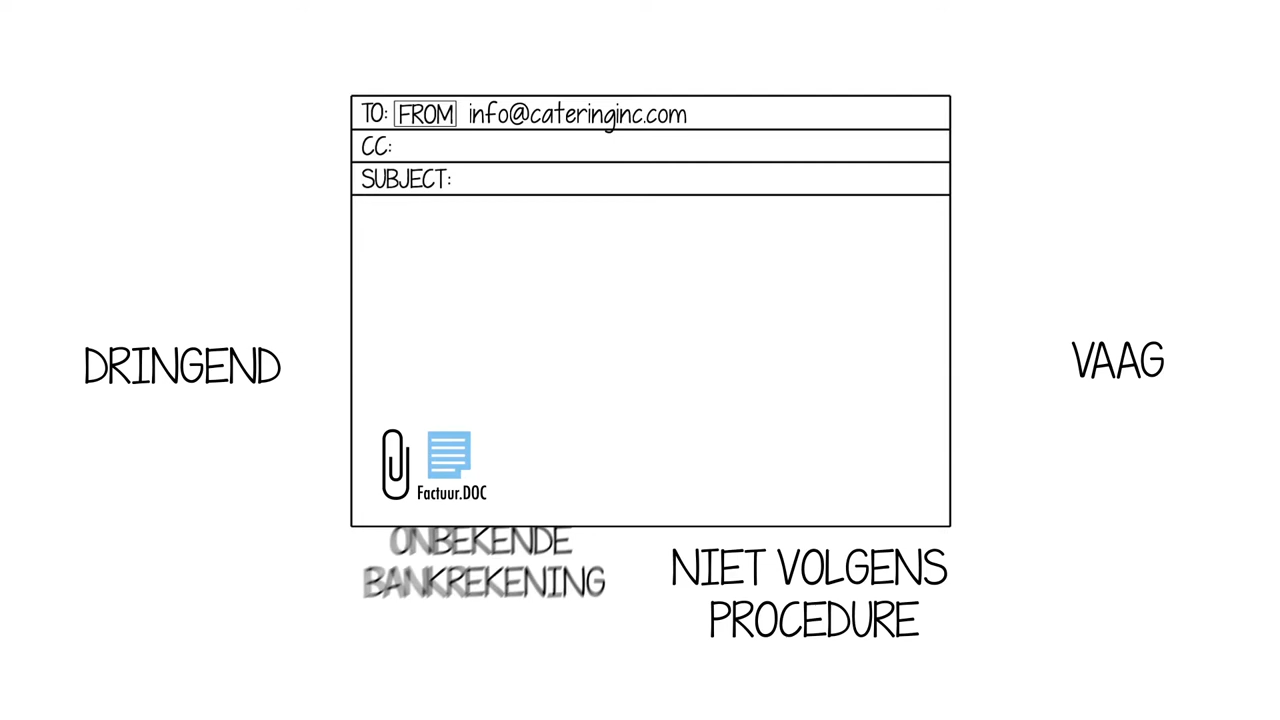 TO: FROM info@cateringinc.com
CC:
SUBJECT:
DRINGEND
VAAG
Factuur.DOC
ONBEKENDE
BANKREKENING
NIET VOLGENS
PROCEDURE